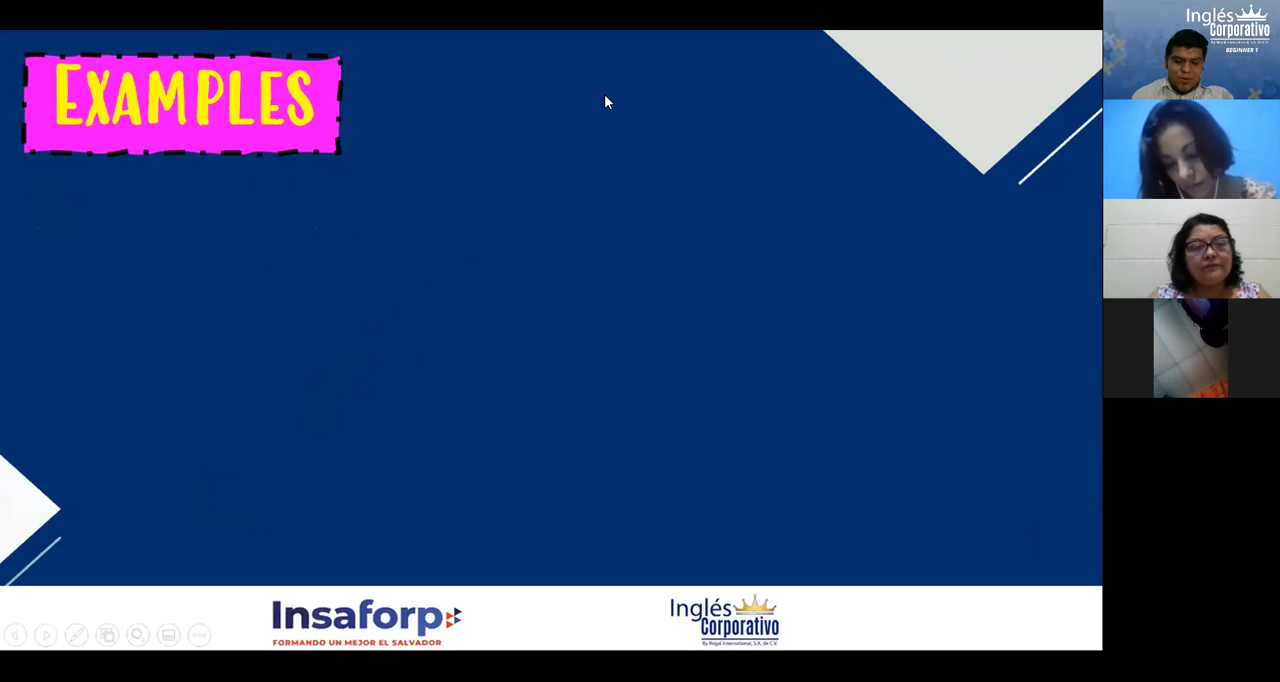 EXAMPLES
Inglés
Corporativo
BEGINNER 1
Insaforp
FORMANDO UN MEJOR EL SALVADOR
Inglés
Corporativo
By Regal International, S.A. de C.V.